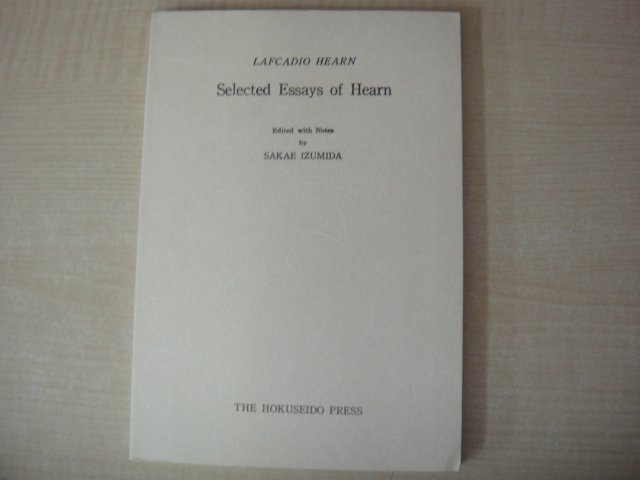 LAFCADIO HEARN
Selected Essays of Hearn
Edited with Notes
by
SAKAE IZUMIDA
THE HOKUSEIDO PRESS